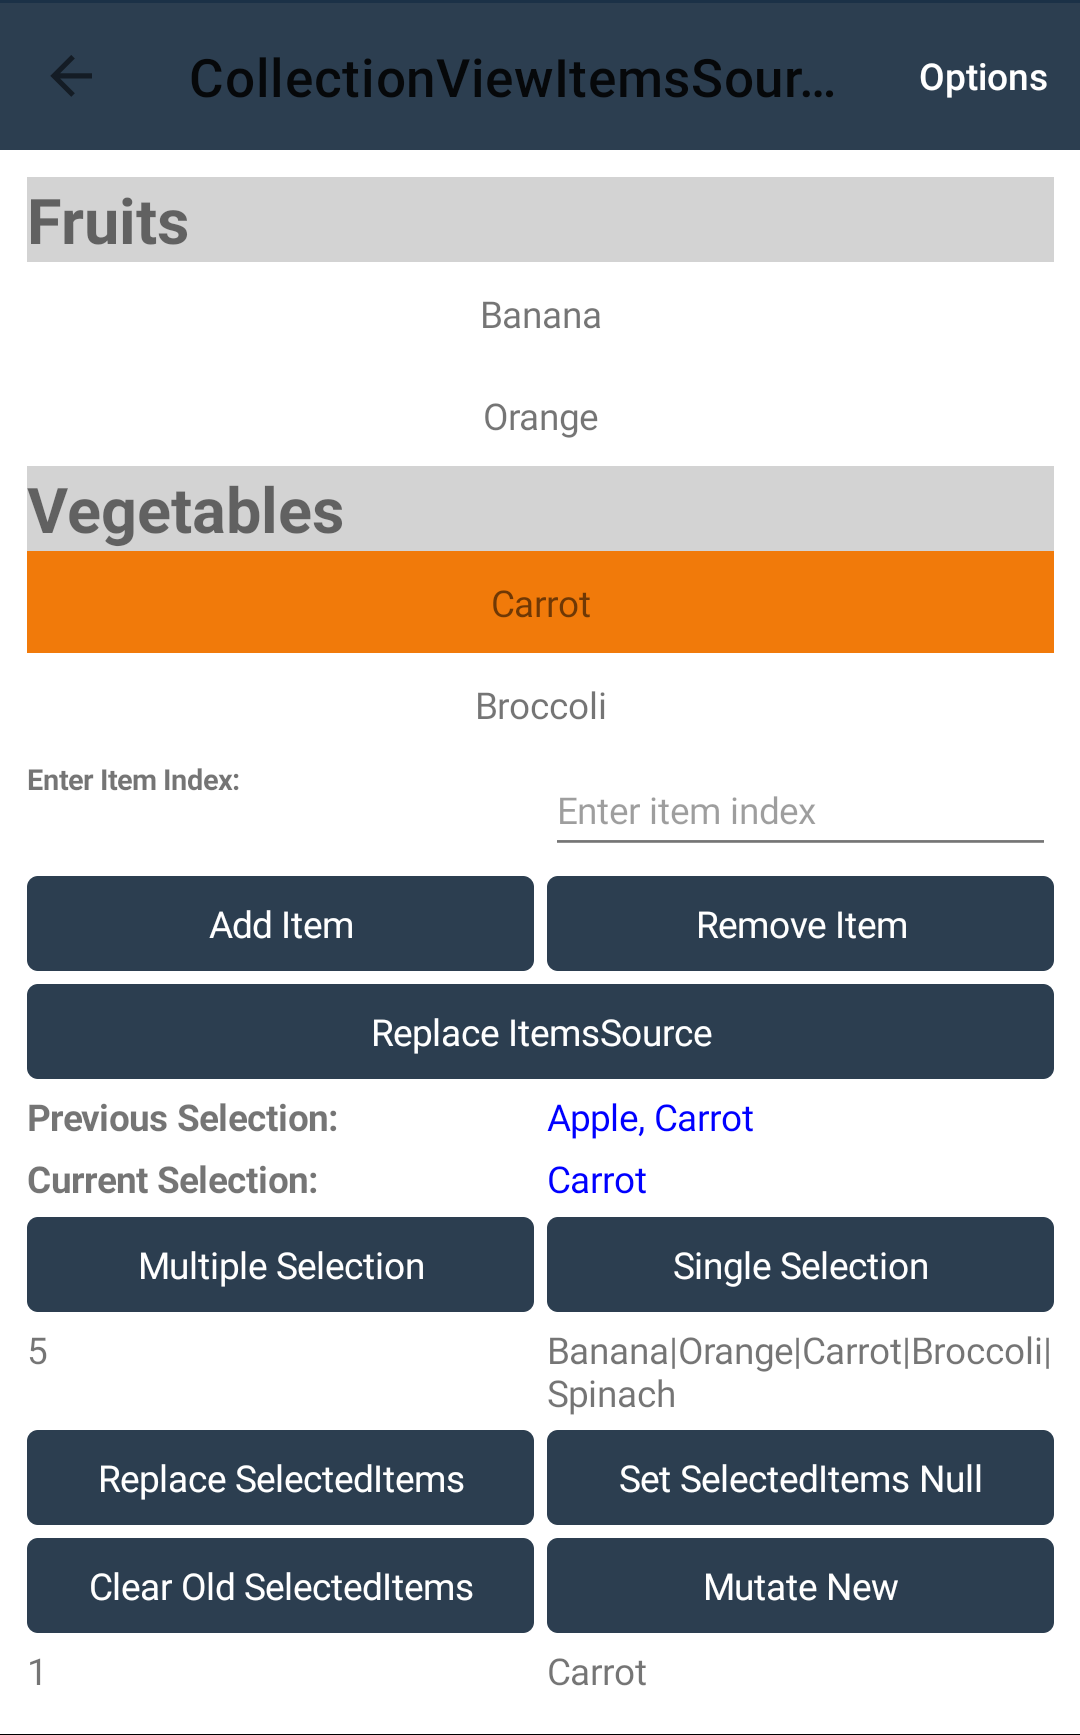 CollectionViewItemsSour...
Options
Fruits
Banana
Orange
Vegetables
Carrot
Broccoli
Enter Item Index:
Enter item index
Add Item
Remove Item
Replace ItemsSource
Previous Selection:
Apple, Carrot
Current Selection:
Carrot
Multiple Selection
Single Selection
5
Banana|Orange|Carrot|Broccoli|
Spinach
Replace SelectedItems
Set SelectedItems Null
Clear Old SelectedItems
Mutate New
1
Carrot